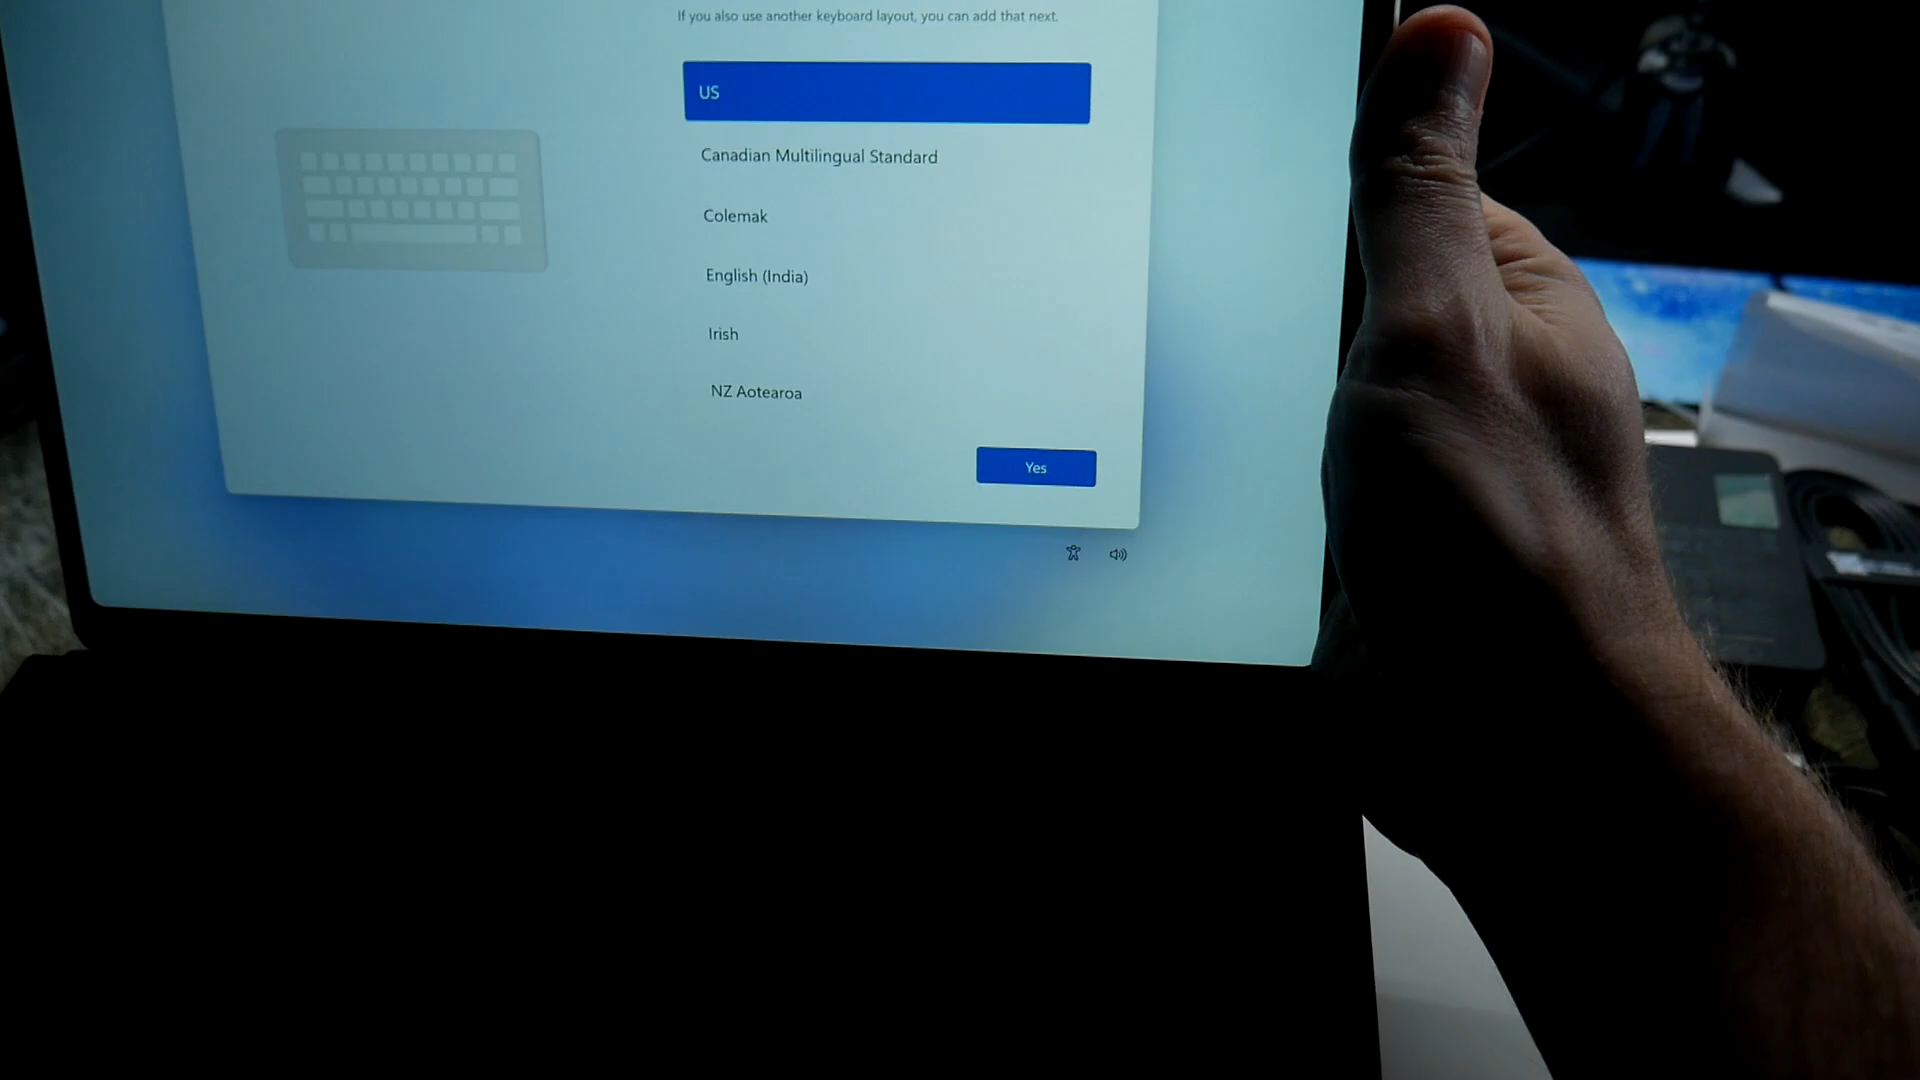 If you also use another keyboard layout, you can add that next.
US
Canadian Multilingual Standard
Colemak
English (India)
Irish
NZ Aotearoa
Yes